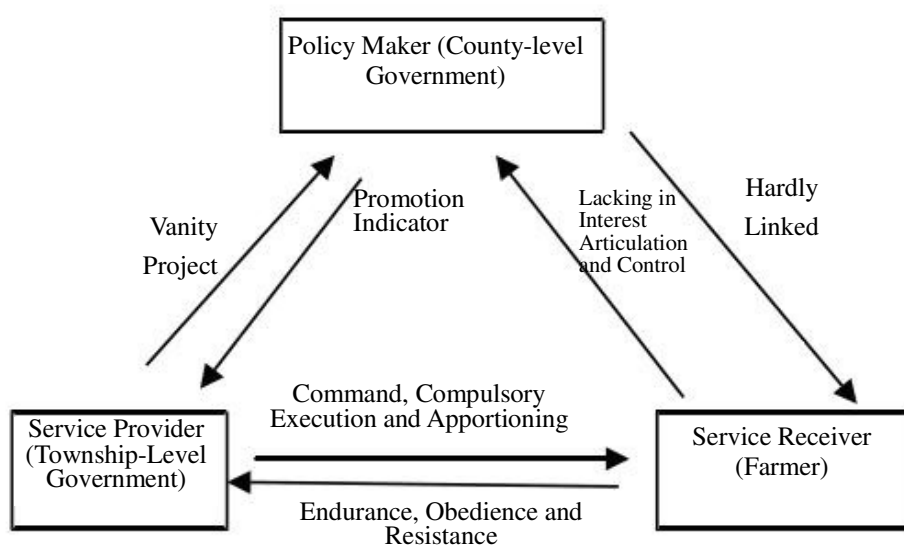 Policy Maker (County-level
Government)
Vanity
Project
Promotion
Indicator
Lacking in
Interest
Articulation
and Control
Hardly
Linked
Command, Compulsory
Execution and Apportioning
Service Provider
(Township-Level
Government)
Service Receiver
(Farmer)
Endurance, Obedience and
Resistance